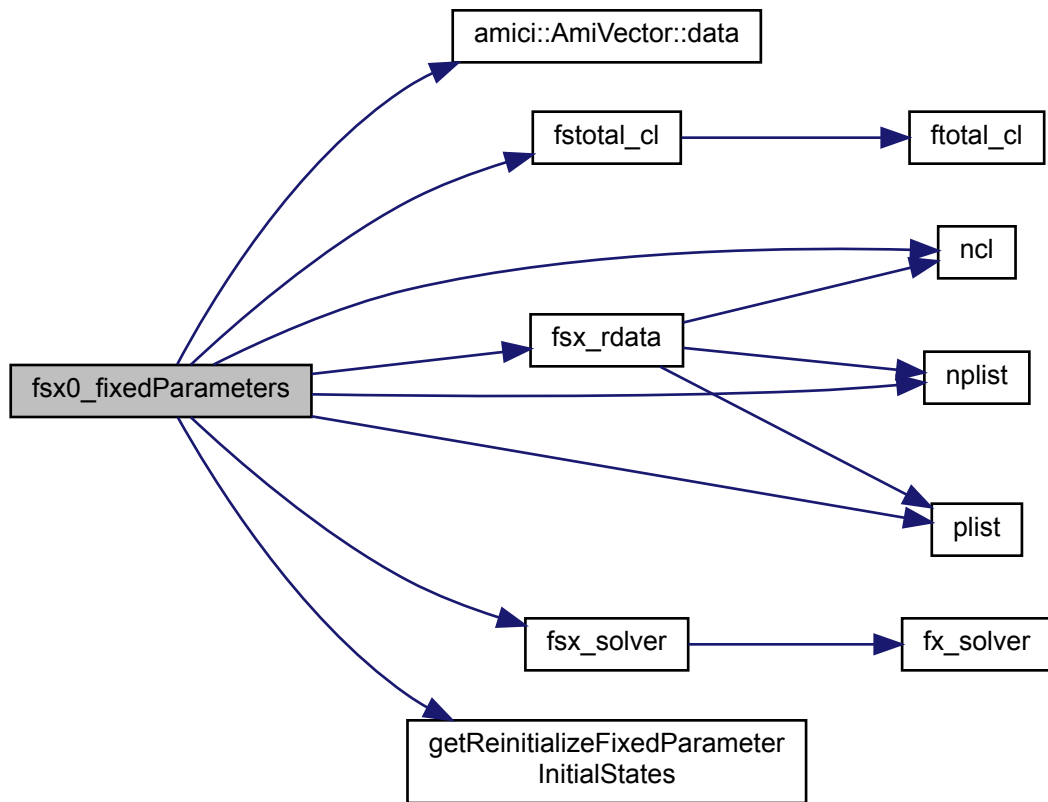 amici::AmiVector::data
fstotal_cl
ftotal_cl
ncl
fsx_rdata
fsx0_fixedParameters
nplist
plist
fsx_solver
fx_solver
getReinitializeFixedParameter
InitialStates